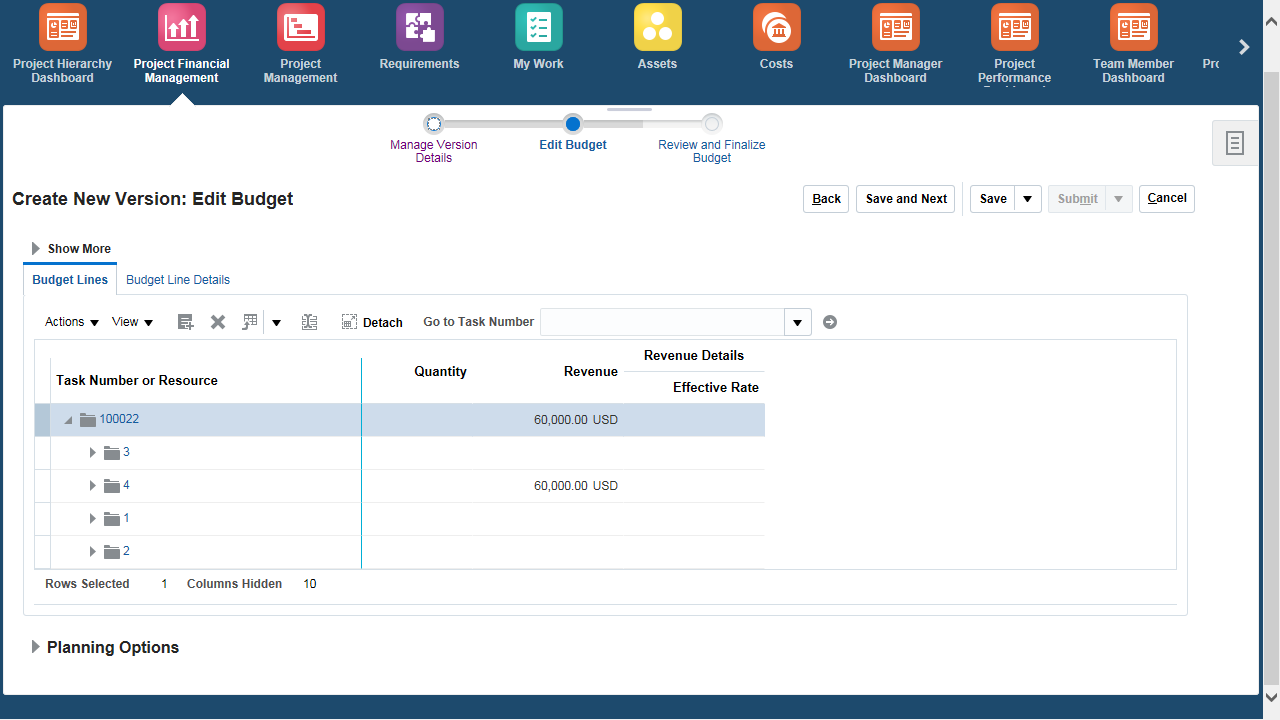 Project Hierarchy Dashboard
Project Financial Management
Project Management
Requirements
My Work
Assets
Costs
Project Manager Dashboard
Project Performance
Team Member Dashboard
Manage Version Details
Edit Budget
Review and Finalize Budget
Create New Version: Edit Budget
Back
Save and Next
Save
Submit
Cancel
Show More
Budget Lines
Budget Line Details
Actions
View
Detach
Go to Task Number
Task Number or Resource
Quantity
Revenue
Revenue Details
Effective Rate
100022 60,000.00 USD
3
4 60,000.00 USD
1
2
Rows Selected 1 Columns Hidden 10
Planning Options